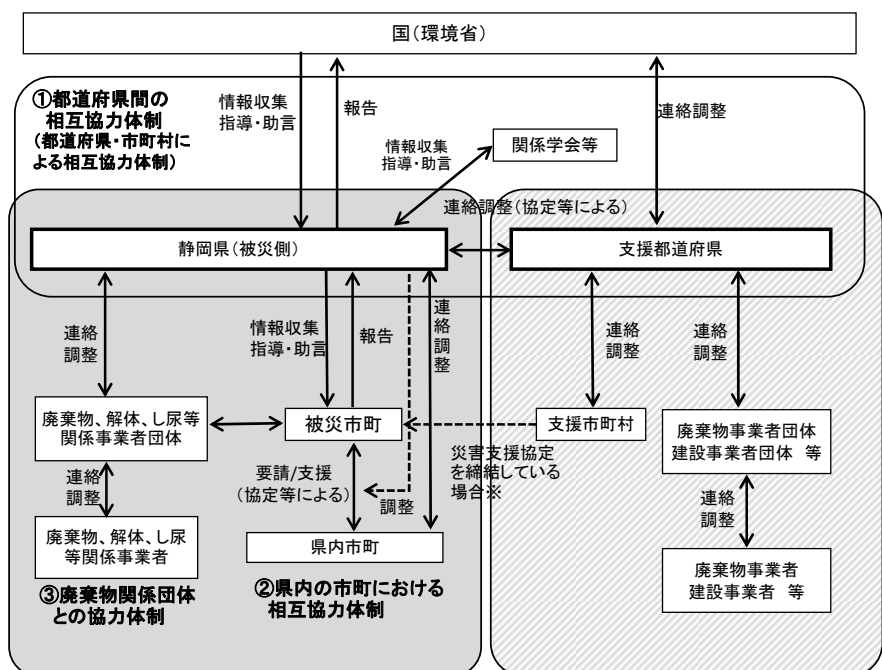 国(環境省)
①都道府県間の
相互協力体制
(都道府県・市町村に
よる相互協力体制)
情報収集
指導・助言
報告
連絡調整
情報収集
指導・助言
関係学会等
連絡調整(協定等による)
静岡県(被災側)
支援都道府県
連絡
調整
情報収集
指導・助言
報告
連絡調整
連絡
調整
連絡
調整
廃棄物、解体、し尿等
関係事業者団体
被災市町
支援市町村
廃棄物事業者団体
建設事業者団体 等
災害支援協定
を締結している
場合※
連絡
調整
要請/支援
(協定等による)
調整
連絡
調整
廃棄物、解体、し尿
等関係事業者
県内市町
廃棄物事業者
建設事業者 等
③廃棄物関係団体
との協力体制
②県内の市町における
相互協力体制